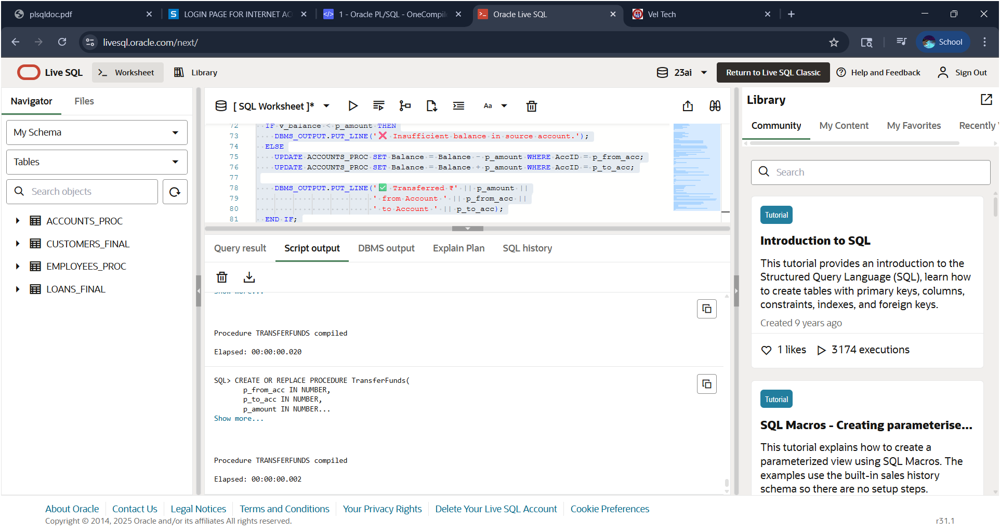 plsqldoc.pdf
LOGIN PAGE FOR INTERNET AC
1 - Oracle PL/SQL - OneCompile
Oracle Live SQL
Vel Tech
livesql.oracle.com/next/
School
Live SQL
Worksheet
Library
23ai
Return to Live SQL Classic
Help and Feedback
Sign Out
Navigator
Files
My Schema
Tables
Search objects
ACCOUNTS_PROC
CUSTOMERS_FINAL
EMPLOYEES_PROC
LOANS_FINAL
[ SQL Worksheet ]*
Aa
72 IF v_balance < p_amount THEN
73 DBMS_OUTPUT.PUT_LINE('❌ Insufficient balance in source account.');
74 ELSE
75 UPDATE ACCOUNTS_PROC SET Balance = Balance - p_amount WHERE AccID = p_from_acc;
76 UPDATE ACCOUNTS_PROC SET Balance = Balance + p_amount WHERE AccID = p_to_acc;
77
78 DBMS_OUTPUT.PUT_LINE('✅ Transferred ₹' || p_amount ||
79 ' from Account ' || p_from_acc ||
80 ' to Account ' || p_to_acc);
81 END IF;
Query result
Script output
DBMS output
Explain Plan
SQL history
Show more...
Procedure TRANSFERFUNDS compiled
Elapsed: 00:00:00.020
SQL> CREATE OR REPLACE PROCEDURE TransferFunds(
p_from_acc IN NUMBER,
p_to_acc IN NUMBER,
p_amount IN NUMBER...
Show more...
Procedure TRANSFERFUNDS compiled
Elapsed: 00:00:00.002
Library
Community
My Content
My Favorites
Recently
Search
Tutorial
Introduction to SQL
This tutorial provides an introduction to the
Structured Query Language (SQL), learn how
to create tables with primary keys, columns,
constraints, indexes, and foreign keys.
Created 9 years ago
1 likes
3174 executions
Tutorial
SQL Macros - Creating parameterise...
This tutorial explains how to create a
parameterized view using SQL Macros. The
examples use the built-in sales history
schema so there are no setup steps.
About Oracle
Contact Us
Legal Notices
Terms and Conditions
Your Privacy Rights
Delete Your Live SQL Account
Cookie Preferences
Copyright © 2014, 2025 Oracle and/or its affiliates All rights reserved.
r31.1